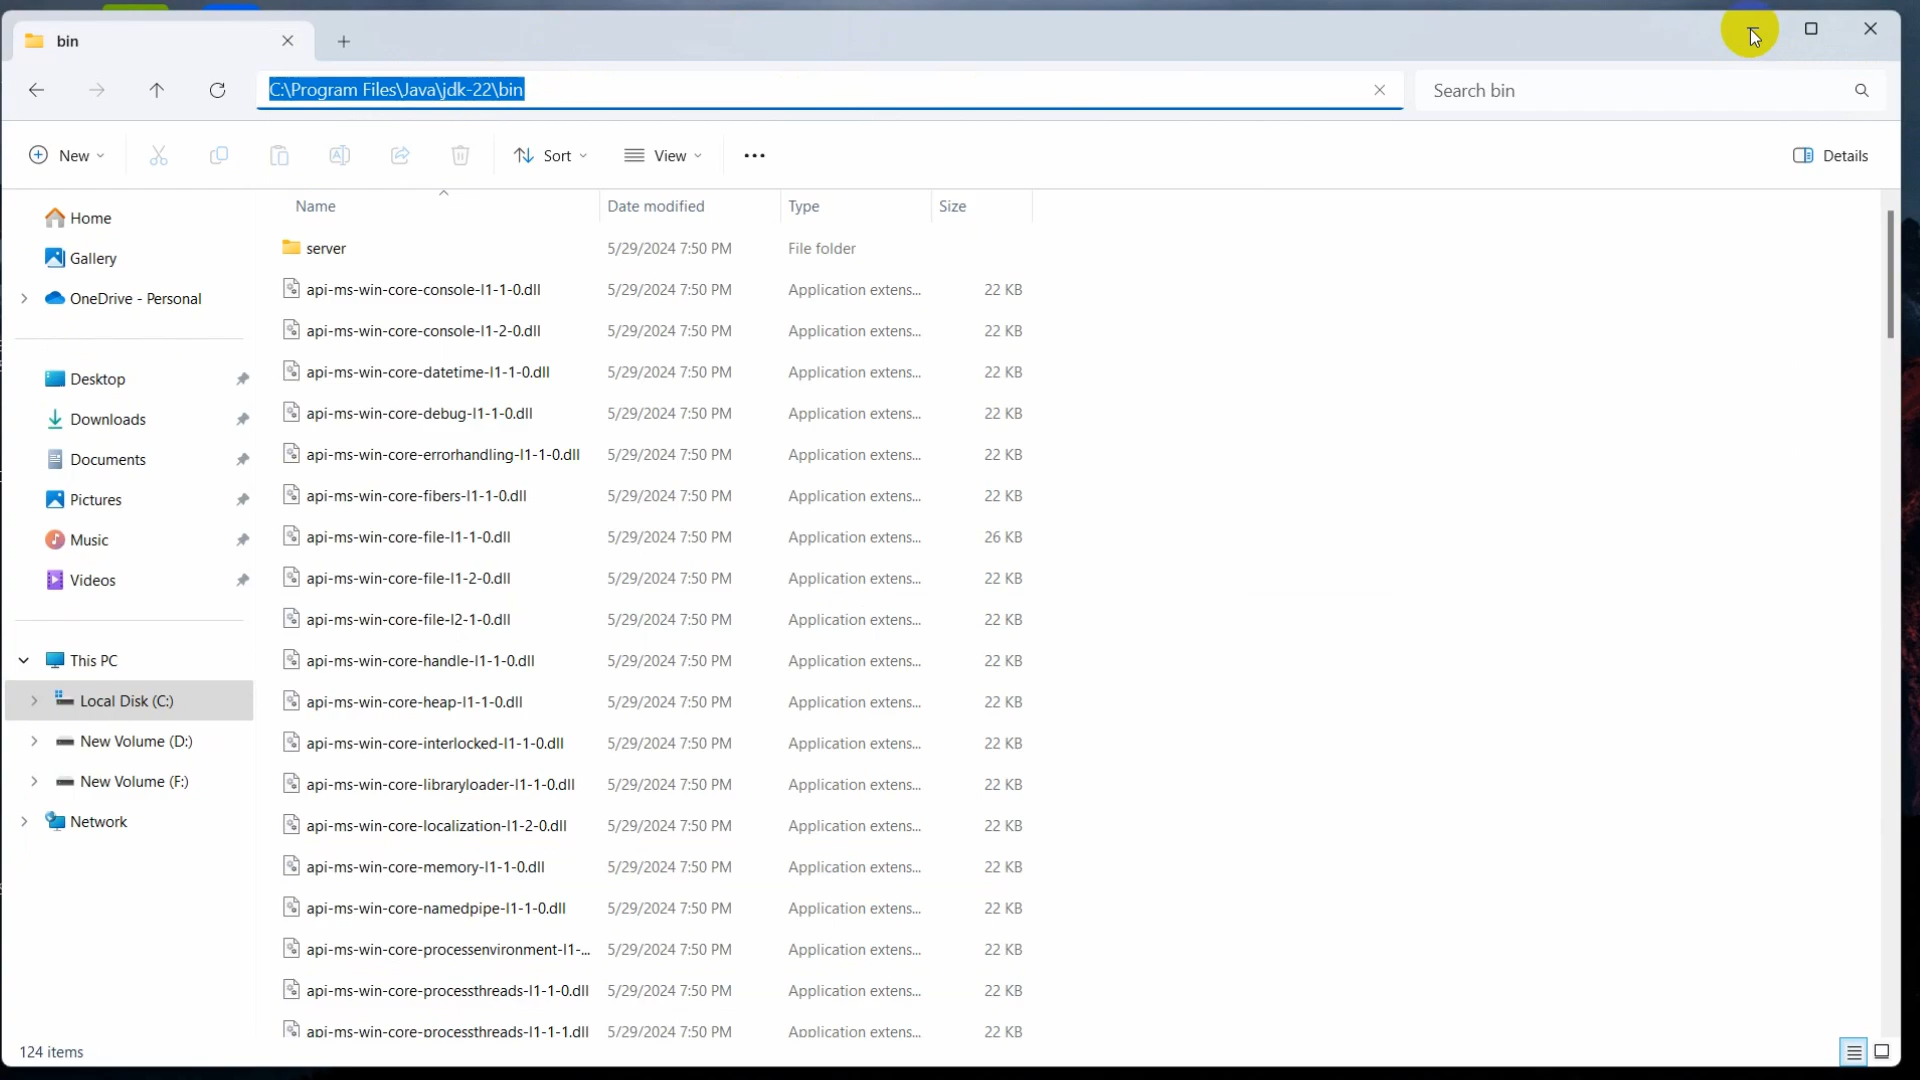 bin
C:\Program Files\Java\jdk-22\bin
Search bin
New
Sort
View
Details
Name Date modified Type Size
server 5/29/2024 7:50 PM File folder
api-ms-win-core-console-l1-1-0.dll 5/29/2024 7:50 PM Application extens... 22 KB
api-ms-win-core-console-l1-2-0.dll 5/29/2024 7:50 PM Application extens... 22 KB
api-ms-win-core-datetime-l1-1-0.dll 5/29/2024 7:50 PM Application extens... 22 KB
api-ms-win-core-debug-l1-1-0.dll 5/29/2024 7:50 PM Application extens... 22 KB
api-ms-win-core-errorhandling-l1-1-0.dll 5/29/2024 7:50 PM Application extens... 22 KB
api-ms-win-core-fibers-l1-1-0.dll 5/29/2024 7:50 PM Application extens... 22 KB
api-ms-win-core-file-l1-1-0.dll 5/29/2024 7:50 PM Application extens... 26 KB
api-ms-win-core-file-l1-2-0.dll 5/29/2024 7:50 PM Application extens... 22 KB
api-ms-win-core-file-l2-1-0.dll 5/29/2024 7:50 PM Application extens... 22 KB
api-ms-win-core-handle-l1-1-0.dll 5/29/2024 7:50 PM Application extens... 22 KB
api-ms-win-core-heap-l1-1-0.dll 5/29/2024 7:50 PM Application extens... 22 KB
api-ms-win-core-interlocked-l1-1-0.dll 5/29/2024 7:50 PM Application extens... 22 KB
api-ms-win-core-libraryloader-l1-1-0.dll 5/29/2024 7:50 PM Application extens... 22 KB
api-ms-win-core-localization-l1-2-0.dll 5/29/2024 7:50 PM Application extens... 22 KB
api-ms-win-core-memory-l1-1-0.dll 5/29/2024 7:50 PM Application extens... 22 KB
api-ms-win-core-namedpipe-l1-1-0.dll 5/29/2024 7:50 PM Application extens... 22 KB
api-ms-win-core-processenvironment-l1-... 5/29/2024 7:50 PM Application extens... 22 KB
api-ms-win-core-processthreads-l1-1-0.dll 5/29/2024 7:50 PM Application extens... 22 KB
api-ms-win-core-processthreads-l1-1-1.dll 5/29/2024 7:50 PM Application extens... 22 KB
Home
Gallery
OneDrive - Personal
Desktop
Downloads
Documents
Pictures
Music
Videos
This PC
Local Disk (C:)
New Volume (D:)
New Volume (F:)
Network
124 items